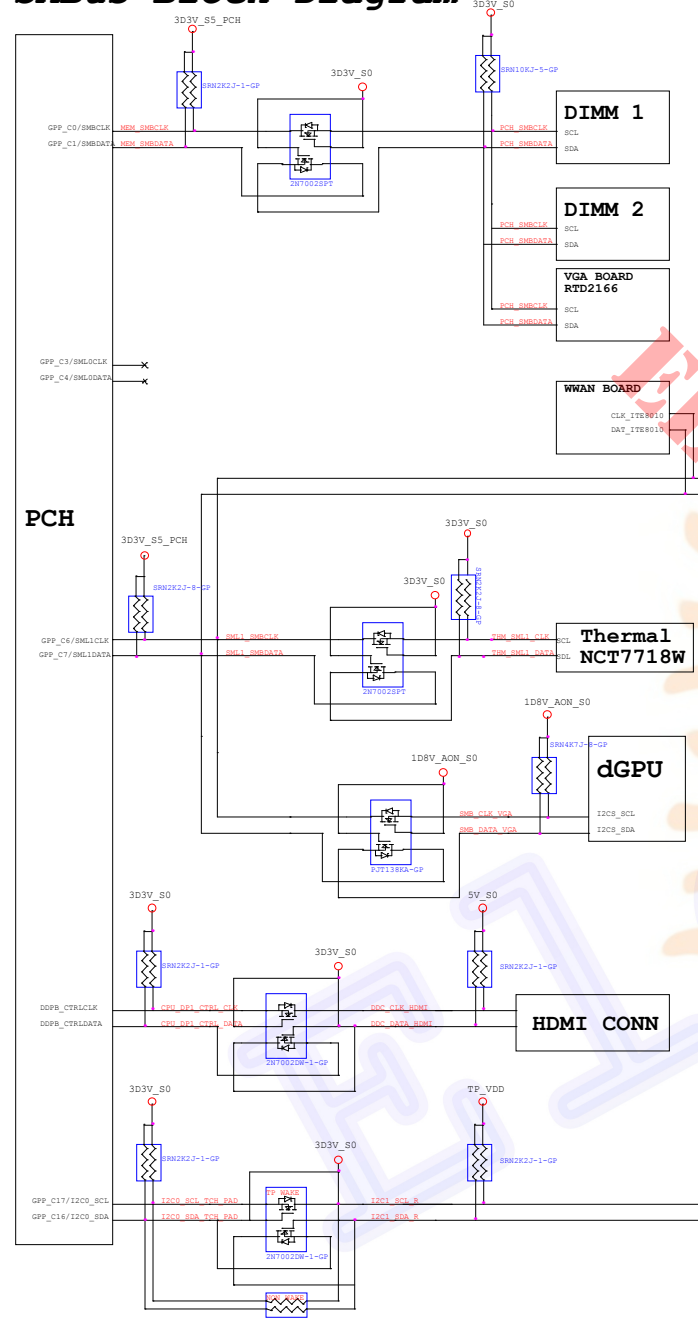 SMBus Block Diagram
3D3V_S0
3D3V_S5_PCH
SRN2K2J-1-GP
3D3V_S0
SRN10KJ-5-GP
DIMM 1
GPP_C0/SMBCLK
MEM_SMBCLK
PCH_SMBCLK
SCL
GPP_C1/SMBDATA
MEM_SMBDATA
PCH_SMBDATA
SDA
2N7002SPT
DIMM 2
PCH_SMBCLK
SCL
PCH_SMBDATA
SDA
VGA BOARD
RTD2166
PCH_SMBCLK
SCL
PCH_SMBDATA
SDA
GPP_C3/SML0CLK
GPP_C4/SML0DATA
WWAN BOARD
CLK_ITE8010
DAT_ITE8010
PCH
3D3V_S5_PCH
3D3V_S0
SRN2K2J-8-GP
3D3V_S0
SRN2K2J-8-GP
GPP_C6/SML1CLK
SML1_SMBCLK
THM_SML1_CLK
SCL
Thermal
NCT7718W
GPP_C7/SML1DATA
SML1_SMBDATA
THM_SML1_DATA
SDL
2N7002SPT
1D8V_AON_S0
SRN4K7J-8-GP
1D8V_AON_S0
dGPU
SMB_CLK_VGA
I2CS_SCL
SMB_DATA_VGA
I2CS_SDA
PJT138KA-GP
3D3V_S0
5V_S0
SRN2K2J-1-GP
3D3V_S0
SRN2K2J-1-GP
DDPB_CTRLCLK
CPU_DP1_CTRL_CLK
DDC_CLK_HDMI
DDPB_CTRLDATA
CPU_DP1_CTRL_DATA
DDC_DATA_HDMI
HDMI CONN
2N7002DW-1-GP
3D3V_S0
TP_VDD
SRN2K2J-1-GP
3D3V_S0
SRN2K2J-1-GP
TP_WAKE
GPP_C17/I2C0_SCL
I2C0_SCL_TCH_PAD
I2C1_SCL_R
GPP_C16/I2C0_SDA
I2C0_SDA_TCH_PAD
I2C1_SDA_R
2N7002DW-1-GP
NON_WAKE